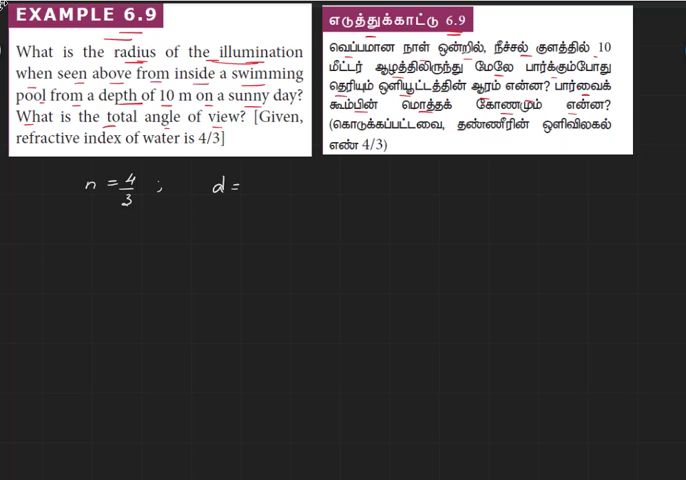 EXAMPLE 6.9
What is the radius of the illumination
when seen above from inside a swimming
pool from a depth of 10 m on a sunny day?
What is the total angle of view? [Given,
refractive index of water is 4/3]
எடுத்துக்காட்டு 6.9
வெப்பமான நாள் ஒன்றில், நீச்சல் குளத்தில் 10
மீட்டர் ஆழத்திலிருந்து மேலே பார்க்கும்போது
தெரியும் ஒளியூட்டத்தின் ஆரம் என்ன? பார்வைக்
கூம்பின் மொத்தக் கோணமும் என்ன?
(கொடுக்கப்பட்டவை, தண்ணீரின் ஒளிவிலகல்
எண் 4/3)
n = 4/3 ; d =